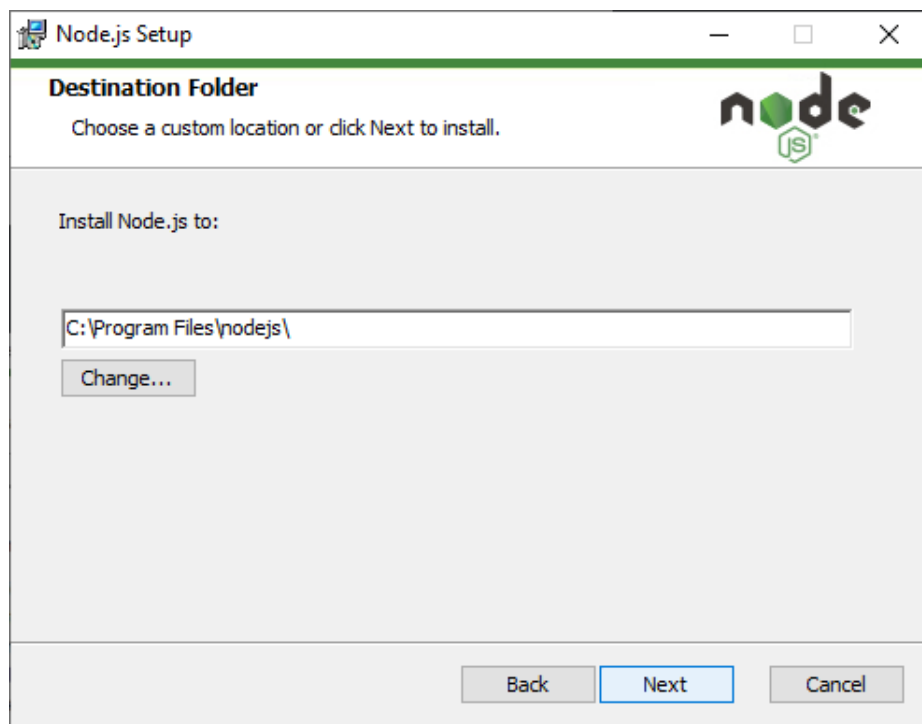 Node.js Setup
Destination Folder
Choose a custom location or click Next to install.
node
JS
Install Node.js to:
C:\Program Files\nodejs\
Change...
Back Next Cancel